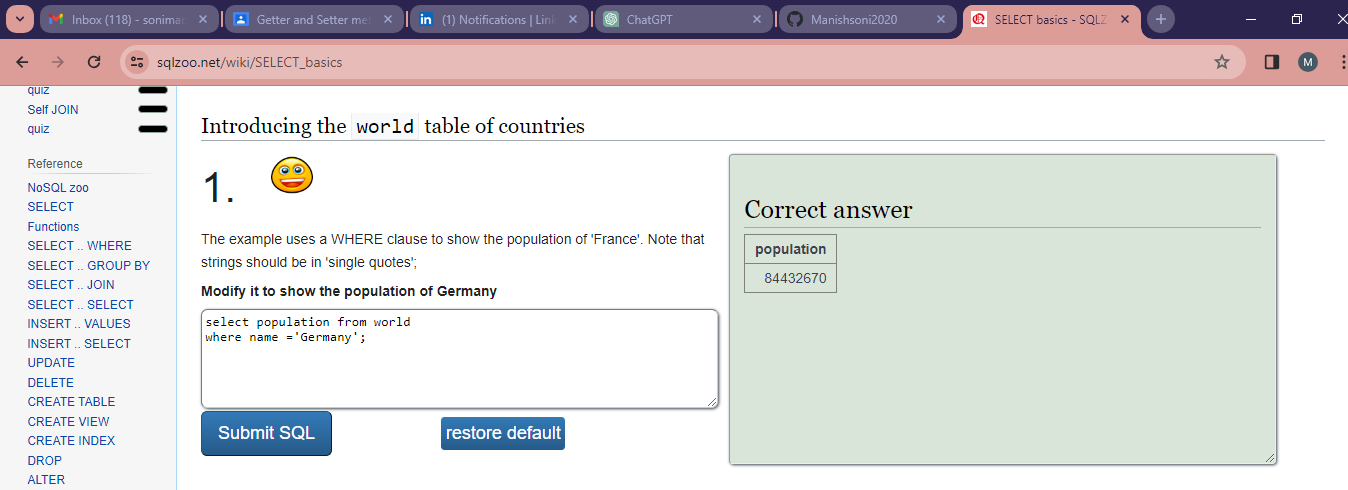 Inbox (118) - sonimar
Getter and Setter met
(1) Notifications | Link
ChatGPT
Manishsoni2020
SELECT basics - SQLZ
sqlzoo.net/wiki/SELECT_basics
M
quiz
Self JOIN
quiz
Reference
NoSQL zoo
SELECT
Functions
SELECT .. WHERE
SELECT .. GROUP BY
SELECT .. JOIN
SELECT .. SELECT
INSERT .. VALUES
INSERT .. SELECT
UPDATE
DELETE
CREATE TABLE
CREATE VIEW
CREATE INDEX
DROP
ALTER
Introducing the world table of countries
1.
The example uses a WHERE clause to show the population of 'France'. Note that
strings should be in 'single quotes';
Modify it to show the population of Germany
select population from world
where name ='Germany';
Submit SQL
restore default
Correct answer
population
84432670